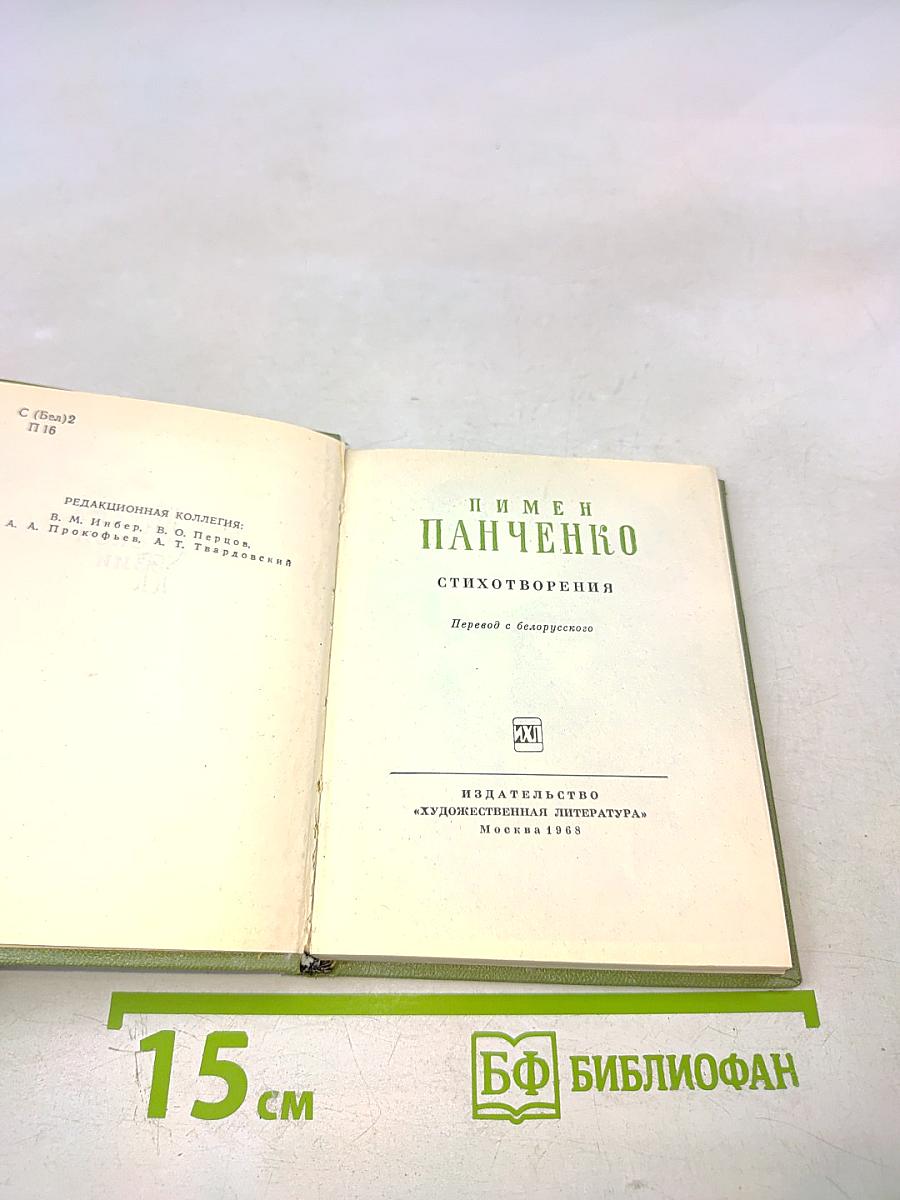 С (Бел)2
П 16
РЕДАКЦИОННАЯ КОЛЛЕГИЯ:
В. М. Инбер, В. О. Перцов,
А. А. Прокофьев, А. Т. Твардовский
ПИМЕН
ПАНЧЕНКО
СТИХОТВОРЕНИЯ
Перевод с белорусского
ИХЛ
ИЗДАТЕЛЬСТВО
«ХУДОЖЕСТВЕННАЯ ЛИТЕРАТУРА»
Москва 1968
15 см
БФ БИБЛИОФАН